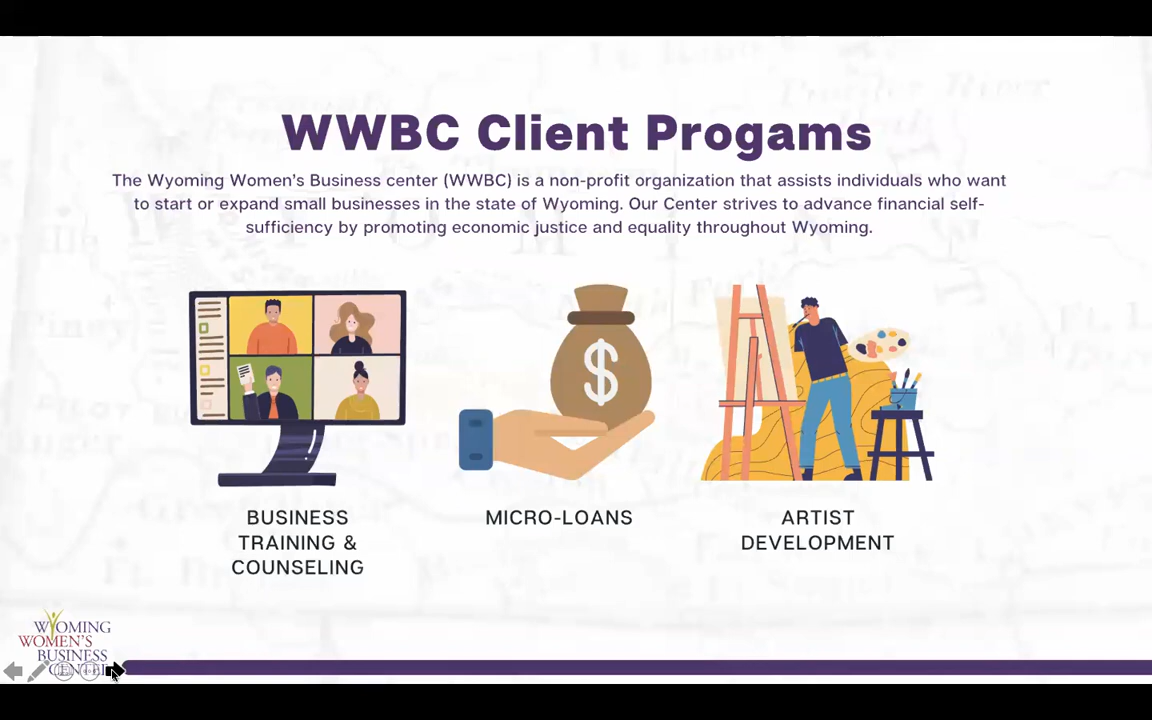 WWBC Client Progams
The Wyoming Women's Business center (WWBC) is a non-profit organization that assists individuals who want
to start or expand small businesses in the state of Wyoming. Our Center strives to advance financial self-
sufficiency by promoting economic justice and equality throughout Wyoming.
$
BUSINESS
TRAINING &
COUNSELING
MICRO-LOANS
ARTIST
DEVELOPMENT
WYOMING
WOMEN'S
BUSINESS